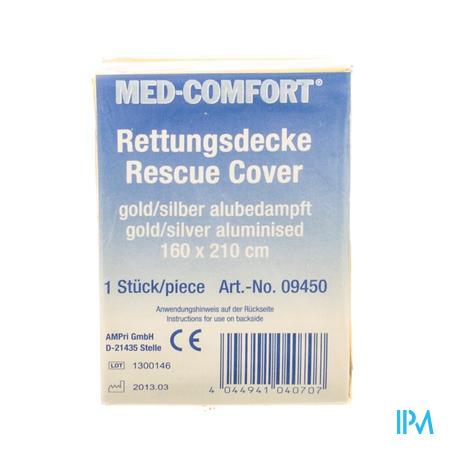 MED-COMFORT®
Rettungsdecke
Rescue Cover
gold/silber alubedampft
gold/silver aluminised
160 x 210 cm
1 Stück/piece Art.-No. 09450
Anwendungshinweis auf der Rückseite
Instructions for use on backside
AMPri GmbH
D-21435 Stelle
CE
LOT 1300146
2013.03
4 044941 040707
IPM